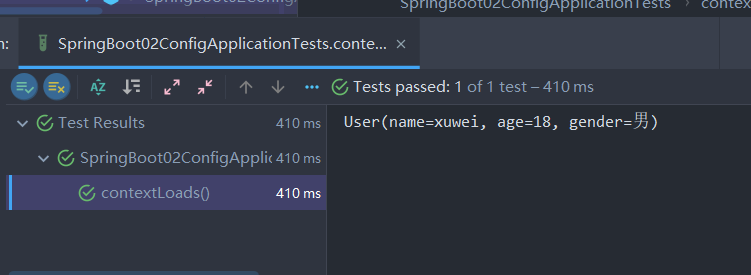 SpringBoot02ConfigApplicationTests
contex
n:
SpringBoot02ConfigApplicationTests.conte...
Tests passed: 1 of 1 test – 410 ms
Test Results 410 ms
SpringBoot02ConfigApplic 410 ms
contextLoads() 410 ms
User(name=xuwei, age=18, gender=男)